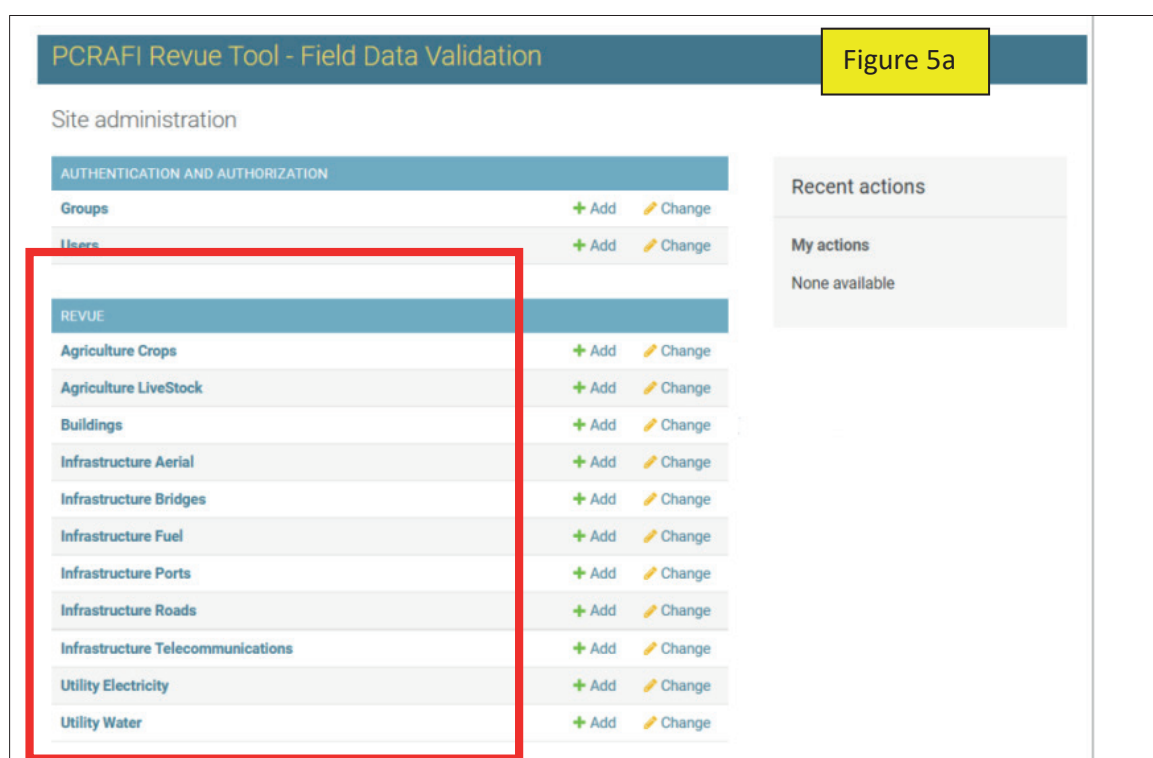 PCRAFI Revue Tool - Field Data Validation
Figure 5a
Site administration
AUTHENTICATION AND AUTHORIZATION
Groups + Add Change
Users + Add Change
REVUE
Agriculture Crops + Add Change
Agriculture LiveStock + Add Change
Buildings + Add Change
Infrastructure Aerial + Add Change
Infrastructure Bridges + Add Change
Infrastructure Fuel + Add Change
Infrastructure Ports + Add Change
Infrastructure Roads + Add Change
Infrastructure Telecommunications + Add Change
Utility Electricity + Add Change
Utility Water + Add Change
Recent actions
My actions
None available